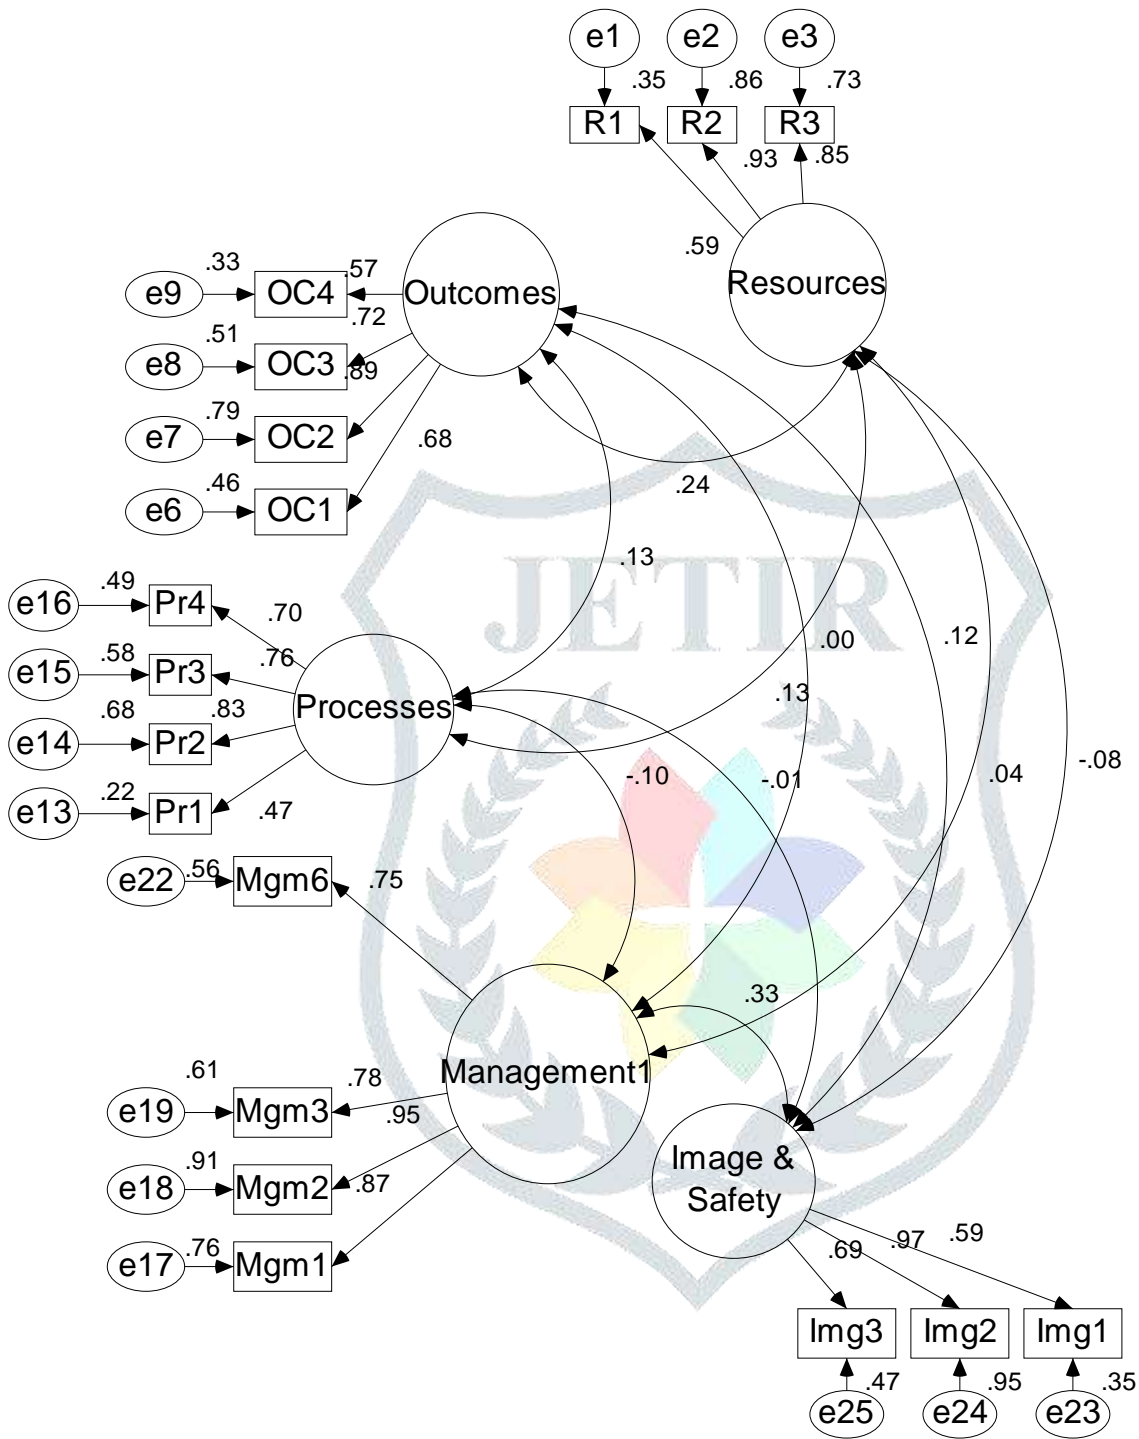 e1 e2 e3
.35 .86 .73
R1 R2 R3
.93 .85
.59
Resources
Outcomes
.33 .57
e9 OC4
.72
.51
e8 OC3 .89
.79
e7 OC2
.68
.46
e6 OC1
.24
.13
JETIR
.49
e16 Pr4 .70
.00 .12
.58 .76
e15 Pr3
.13
Processes
.68 .83
e14 Pr2
-.10 -.01 .04 -.08
.22
e13 Pr1 .47
.56 .75
e22 Mgm6
.33
Management1
.61 .78
e19 Mgm3 .95
.91
e18 Mgm2 .87
Image &
Safety
.76
e17 Mgm1
.69 .97 .59
Img3 Img2 Img1
.47 .95 .35
e25 e24 e23